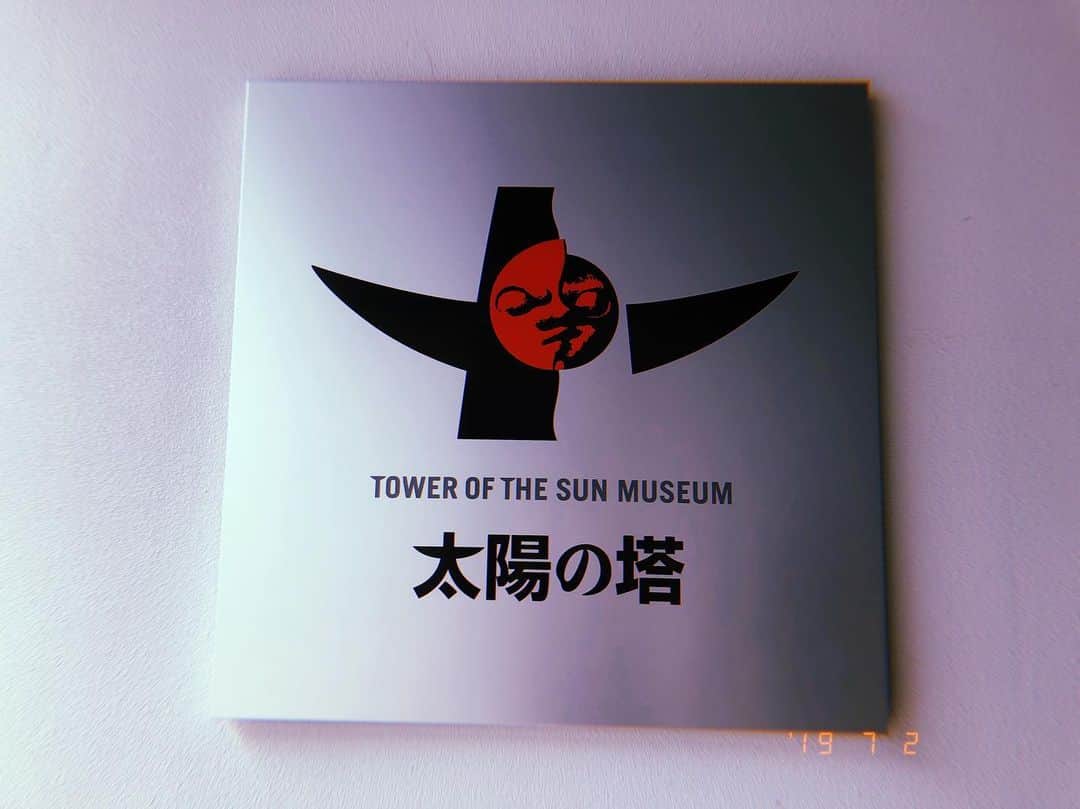 TOWER OF THE SUN MUSEUM
太陽の塔
'19 7 2